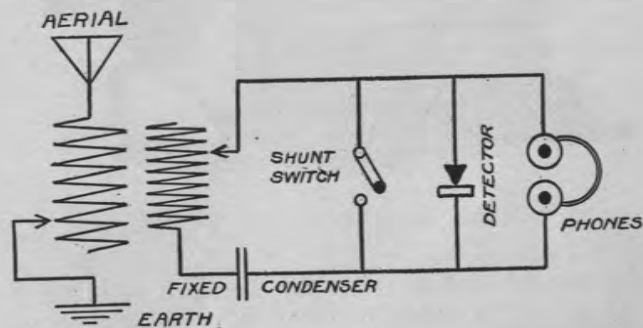 AERIAL
SHUNT
SWITCH
DETECTOR
PHONES
FIXED CONDENSER
EARTH